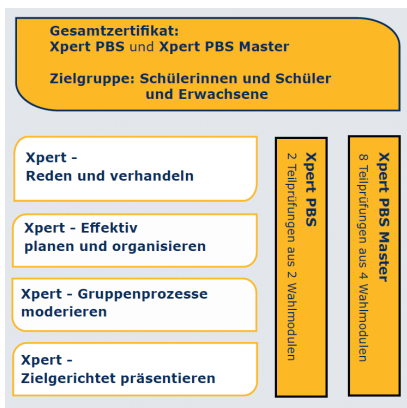 Gesamtzertifikat:
Xpert PBS und Xpert PBS Master
Zielgruppe: Schülerinnen und Schüler
und Erwachsene
Xpert -
Reden und verhandeln
Xpert - Effektiv
planen und organisieren
Xpert - Gruppenprozesse
moderieren
Xpert -
Zielgerichtet präsentieren
Xpert PBS
2 Teilprüfungen aus 2 Wahlmodulen
Xpert PBS Master
8 Teilprüfungen aus 4 Wahlmodulen